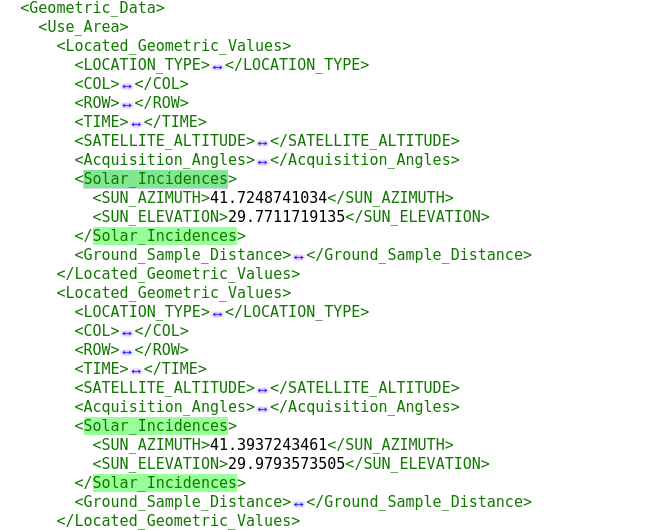 <Geometric_Data>
<Use_Area>
<Located_Geometric_Values>
<LOCATION_TYPE>↔</LOCATION_TYPE>
<COL>↔</COL>
<ROW>↔</ROW>
<TIME>↔</TIME>
<SATELLITE_ALTITUDE>↔</SATELLITE_ALTITUDE>
<Acquisition_Angles>↔</Acquisition_Angles>
<Solar_Incidences>
<SUN_AZIMUTH>41.7248741034</SUN_AZIMUTH>
<SUN_ELEVATION>29.7711719135</SUN_ELEVATION>
</Solar_Incidences>
<Ground_Sample_Distance>↔</Ground_Sample_Distance>
</Located_Geometric_Values>
<Located_Geometric_Values>
<LOCATION_TYPE>↔</LOCATION_TYPE>
<COL>↔</COL>
<ROW>↔</ROW>
<TIME>↔</TIME>
<SATELLITE_ALTITUDE>↔</SATELLITE_ALTITUDE>
<Acquisition_Angles>↔</Acquisition_Angles>
<Solar_Incidences>
<SUN_AZIMUTH>41.3937243461</SUN_AZIMUTH>
<SUN_ELEVATION>29.9793573505</SUN_ELEVATION>
</Solar_Incidences>
<Ground_Sample_Distance>↔</Ground_Sample_Distance>
</Located_Geometric_Values>